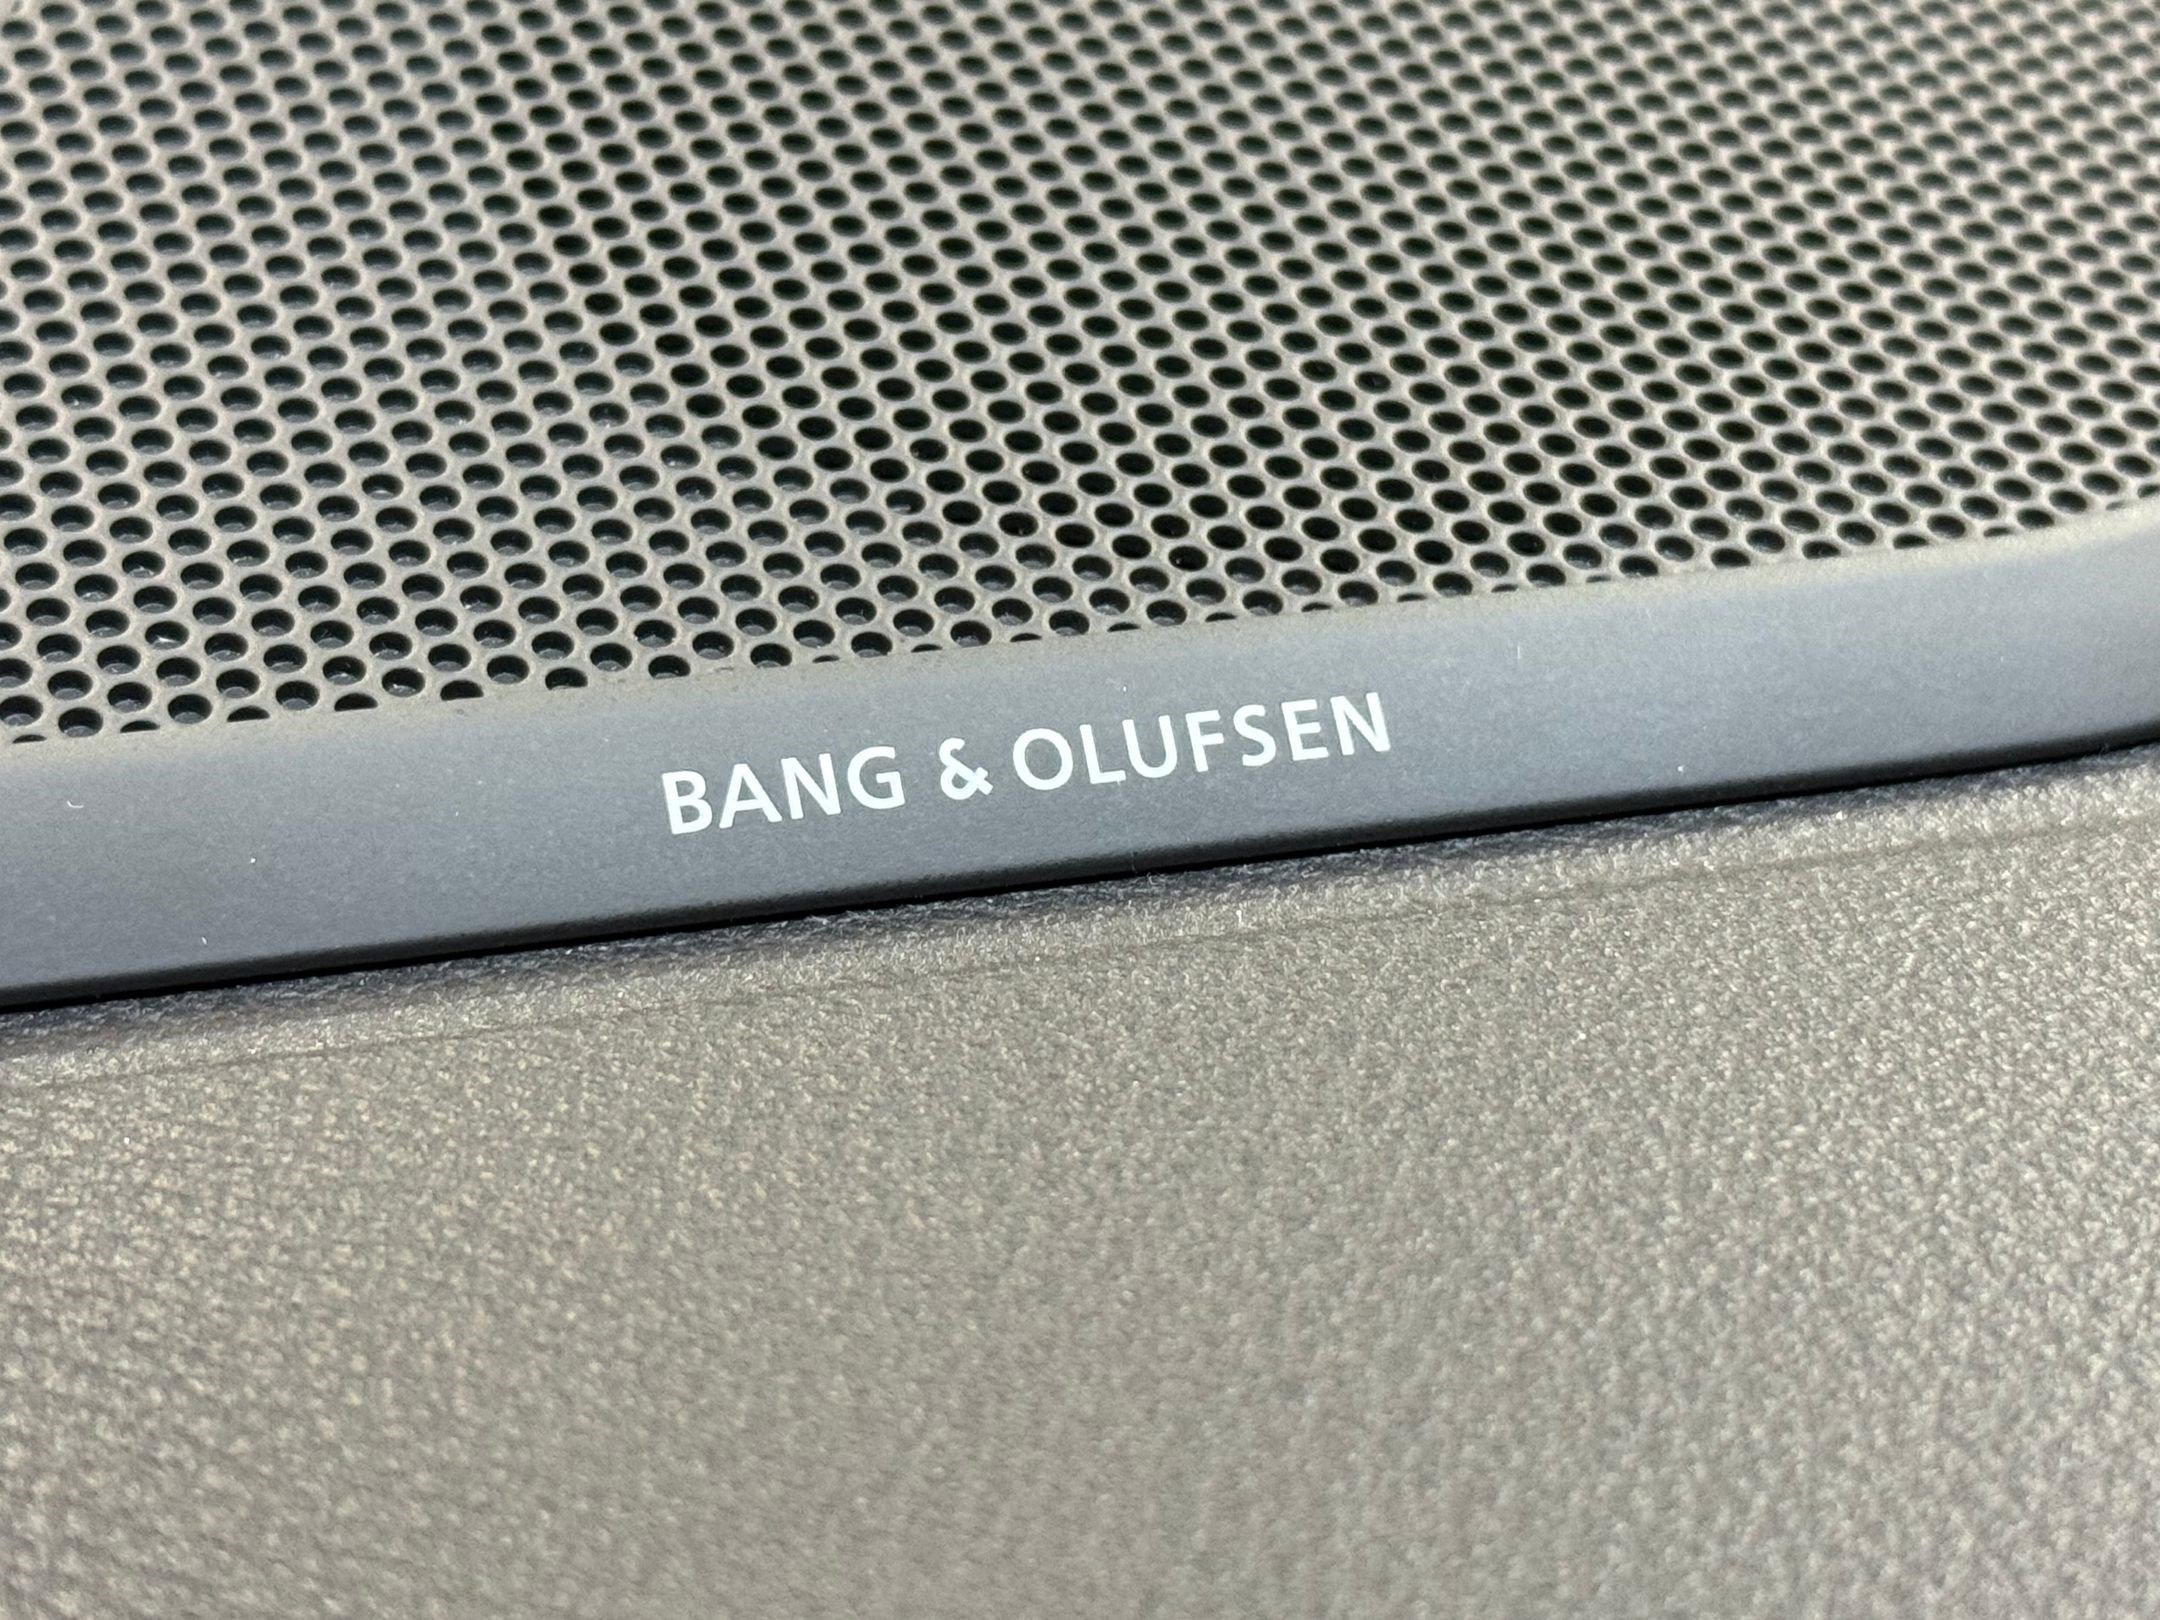 BANG & OLUFSEN